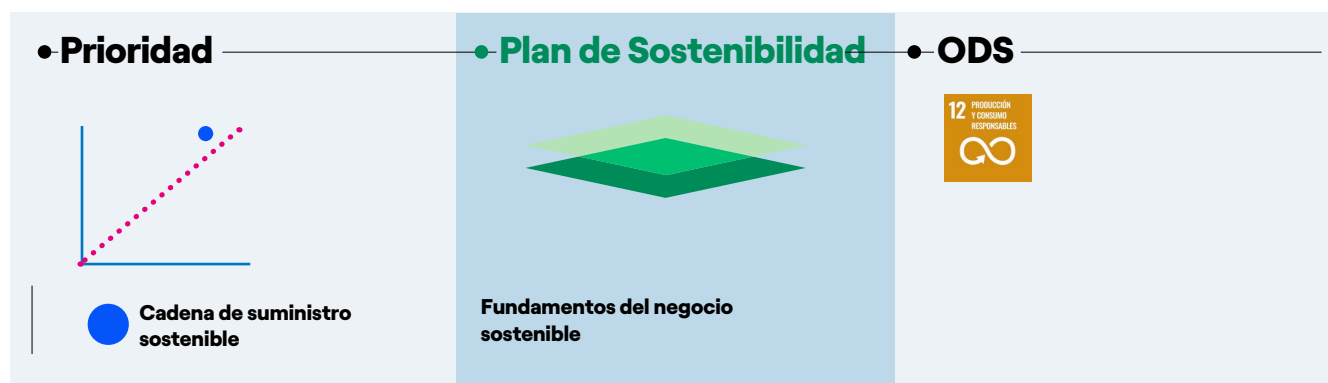 Prioridad
Plan de Sostenibilidad
ODS
12 PRODUCCIÓN
Y CONSUMO
RESPONSABLES
Cadena de suministro
sostenible
Fundamentos del negocio
sostenible